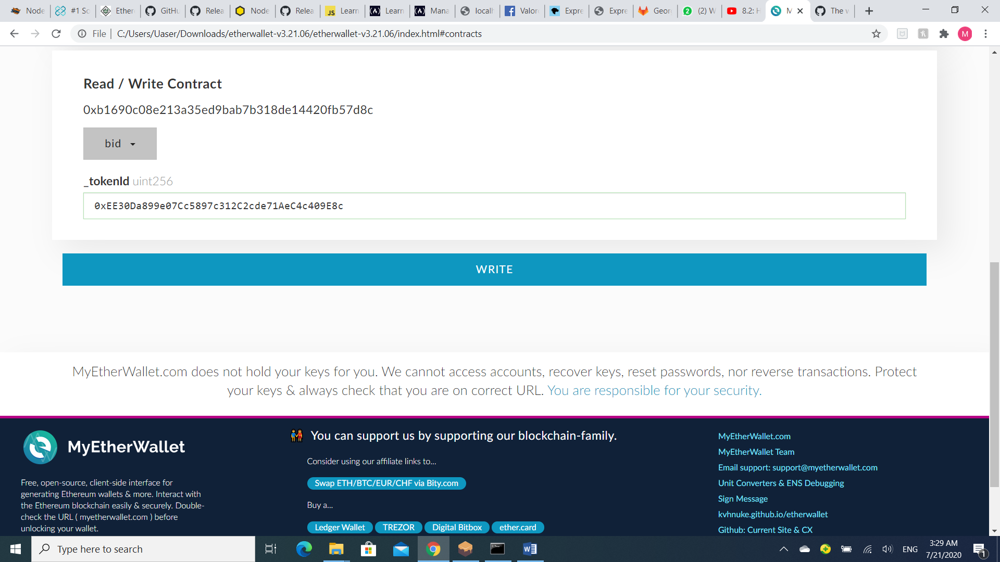 Node
#1 So
Ether
GitHu
Relea
Node
Relea
Learn
Learn
Mana
localh
Valor
Expre
Expre
Geor
(2) W
8.2: H
M
The w
File
C:/Users/Uaser/Downloads/etherwallet-v3.21.06/etherwallet-v3.21.06/index.html#contracts
M
Read / Write Contract
0xb1690c08e213a35ed9bab7b318de14420fb57d8c
bid
_tokenId uint256
0xEE30Da899e07Cc5897c312C2cde71AeC4c409E8c
WRITE
MyEtherWallet.com does not hold your keys for you. We cannot access accounts, recover keys, reset passwords, nor reverse transactions. Protect
your keys & always check that you are on correct URL. You are responsible for your security.
MyEtherWallet
Free, open-source, client-side interface for
generating Ethereum wallets & more. Interact with
the Ethereum blockchain easily & securely. Double-
check the URL ( myetherwallet.com ) before
unlocking your wallet.
You can support us by supporting our blockchain-family.
Consider using our affiliate links to...
Swap ETH/BTC/EUR/CHF via Bity.com
Buy a...
Ledger Wallet
TREZOR
Digital Bitbox
ether.card
MyEtherWallet.com
MyEtherWallet Team
Email support: support@myetherwallet.com
Unit Converters & ENS Debugging
Sign Message
kvhnuke.github.io/etherwallet
Github: Current Site & CX
Type here to search
ENG
3:29 AM
7/21/2020
1